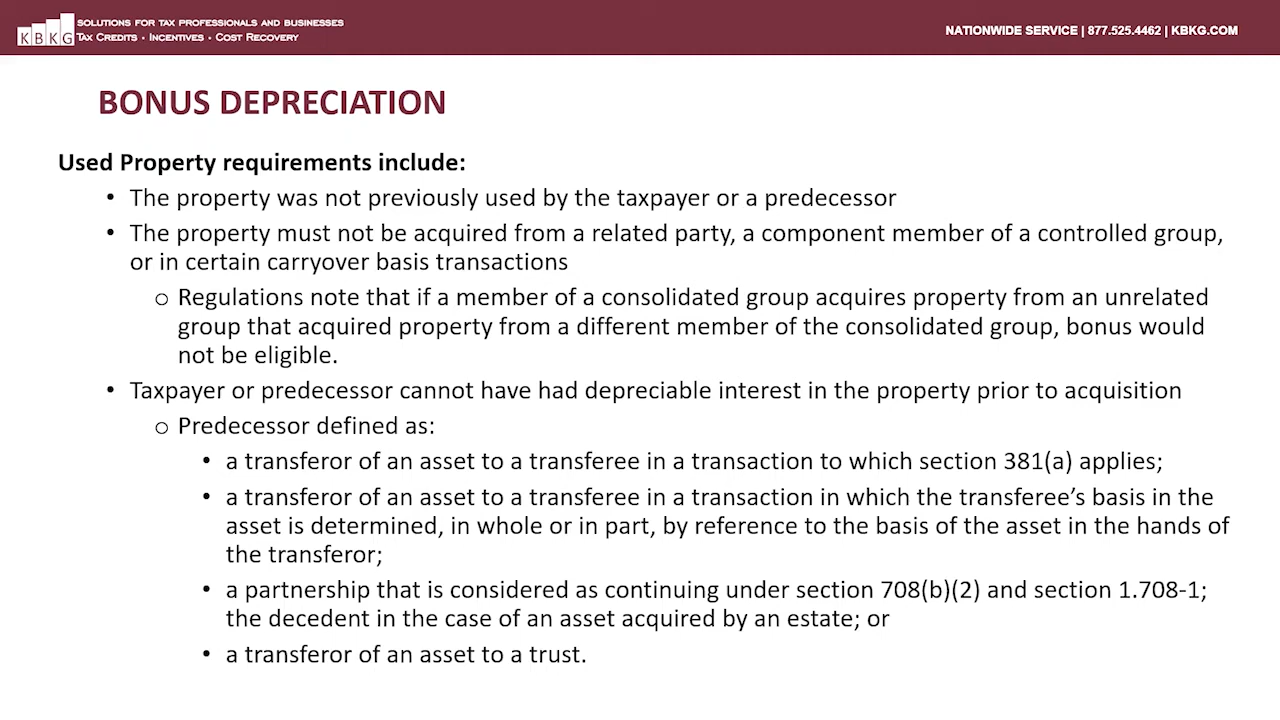 KBKG
SOLUTIONS FOR TAX PROFESSIONALS AND BUSINESSES
TAX CREDITS • INCENTIVES • COST RECOVERY
NATIONWIDE SERVICE | 877.525.4462 | KBKG.COM
BONUS DEPRECIATION
Used Property requirements include:
• The property was not previously used by the taxpayer or a predecessor
• The property must not be acquired from a related party, a component member of a controlled group,
or in certain carryover basis transactions
o Regulations note that if a member of a consolidated group acquires property from an unrelated
group that acquired property from a different member of the consolidated group, bonus would
not be eligible.
• Taxpayer or predecessor cannot have had depreciable interest in the property prior to acquisition
o Predecessor defined as:
• a transferor of an asset to a transferee in a transaction to which section 381(a) applies;
• a transferor of an asset to a transferee in a transaction in which the transferee’s basis in the
asset is determined, in whole or in part, by reference to the basis of the asset in the hands of
the transferor;
• a partnership that is considered as continuing under section 708(b)(2) and section 1.708-1;
the decedent in the case of an asset acquired by an estate; or
• a transferor of an asset to a trust.